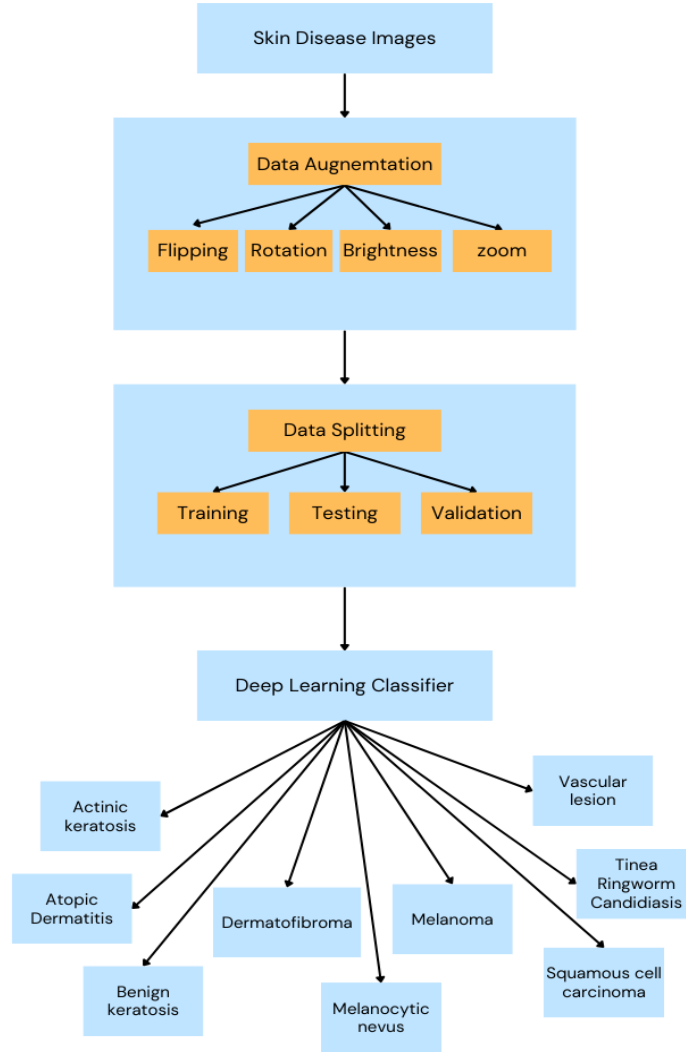 Skin Disease Images
Data Augnemtation
Flipping
Rotation
Brightness
zoom
Data Splitting
Training
Testing
Validation
Deep Learning Classifier
Vascular
lesion
Actinic
keratosis
Tinea
Ringworm
Candidiasis
Atopic
Dermatitis
Dermatofibroma
Melanoma
Squamous cell
carcinoma
Benign
keratosis
Melanocytic
nevus